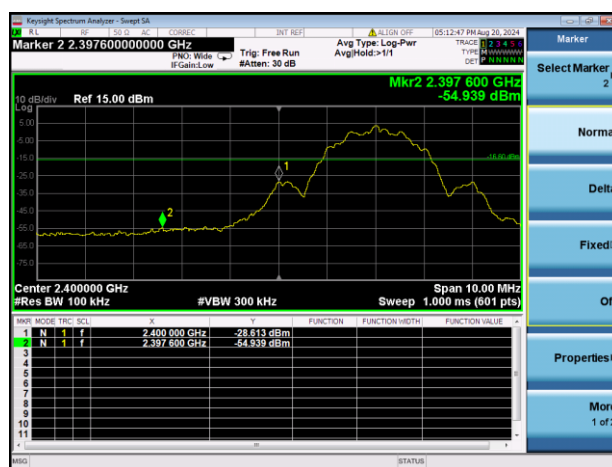 Keysight Spectrum Analyzer - Swept SA
RL RF 50 Ω AC CORREC INT REF ALIGN OFF 05:12:47 PM Aug 20, 2024
Marker 2 2.397600000000 GHz
PNO: Wide
IFGain:Low
Trig: Free Run
#Atten: 30 dB
Avg Type: Log-Pwr
Avg|Hold:>1/1
TRACE 1 2 3 4 5 6
TYPE M W W W W W
DET P N N N N N
Mkr2 2.397 600 GHz
-54.939 dBm
10 dB/div Ref 15.00 dBm
Log
5.00
-5.00
-15.0
-25.0
-35.0
-45.0
-55.0
-65.0
-75.0
-16.60 dBm
1
2
Center 2.400000 GHz Span 10.00 MHz
#Res BW 100 kHz #VBW 300 kHz Sweep 1.000 ms (601 pts)
MKR MODE TRC SCL X Y FUNCTION FUNCTION WIDTH FUNCTION VALUE
1 N 1 f 2.400 000 GHz -28.613 dBm
2 N 1 f 2.397 600 GHz -54.939 dBm
3
4
5
6
7
8
9
10
11
MSG STATUS
Marker
Select Marker
2
Norma
Delta
Fixed
Of
Properties
More
1 of 2